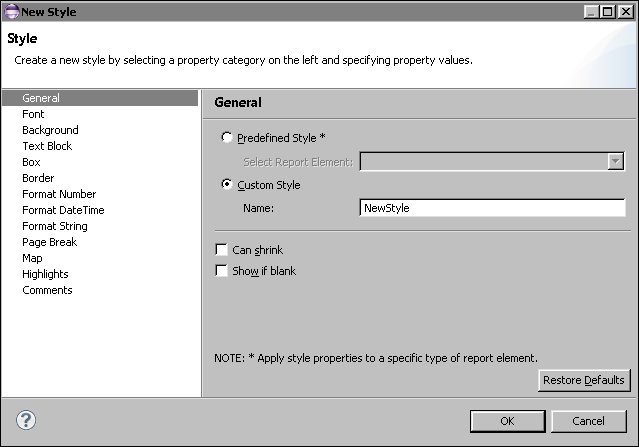 New Style
Style
Create a new style by selecting a property category on the left and specifying property values.
General
Font
Background
Text Block
Box
Border
Format Number
Format DateTime
Format String
Page Break
Map
Highlights
Comments
General
Predefined Style *
Select Report Element:
Custom Style
Name:
NewStyle
Can shrink
Show if blank
NOTE: * Apply style properties to a specific type of report element.
Restore Defaults
?
OK
Cancel